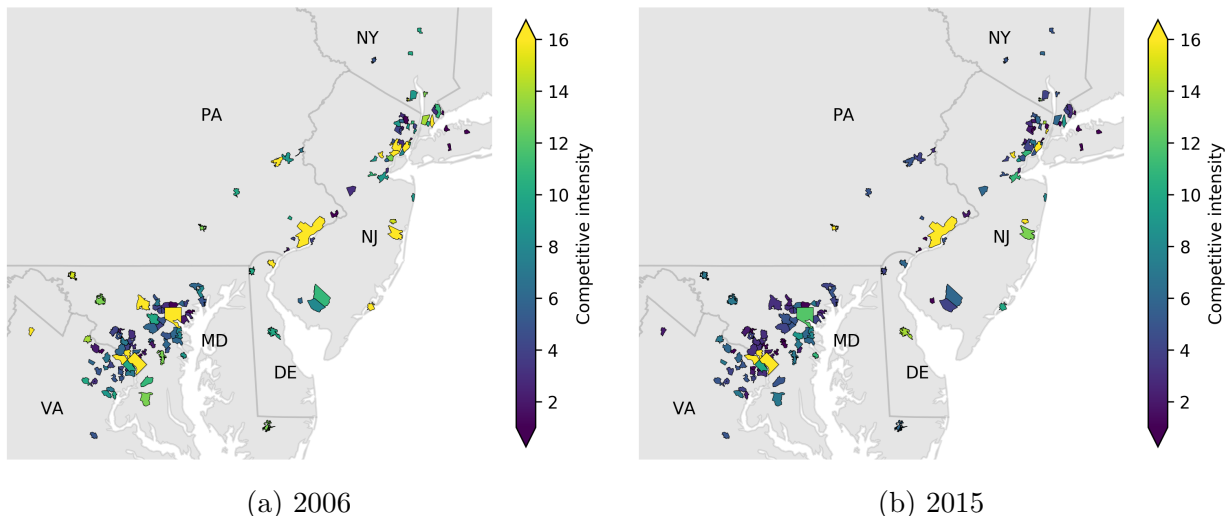 NY
PA
NJ
MD
DE
VA
16
14
12
10
8
6
4
2
Competitive intensity
(a) 2006
NY
PA
NJ
MD
DE
VA
16
14
12
10
8
6
4
2
Competitive intensity
(b) 2015